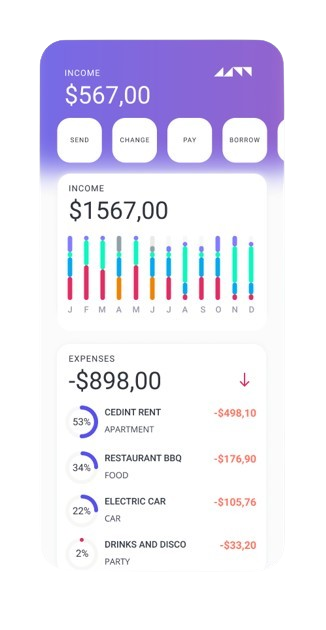 INCOME
$567,00
SEND CHANGE PAY BORROW
INCOME
$1567,00
J F M A M J J A S O N D
EXPENSES
-$898,00
53% CEDINT RENT -$498,10
APARTMENT
34% RESTAURANT BBQ -$176,90
FOOD
22% ELECTRIC CAR -$105,76
CAR
2% DRINKS AND DISCO -$33,20
PARTY